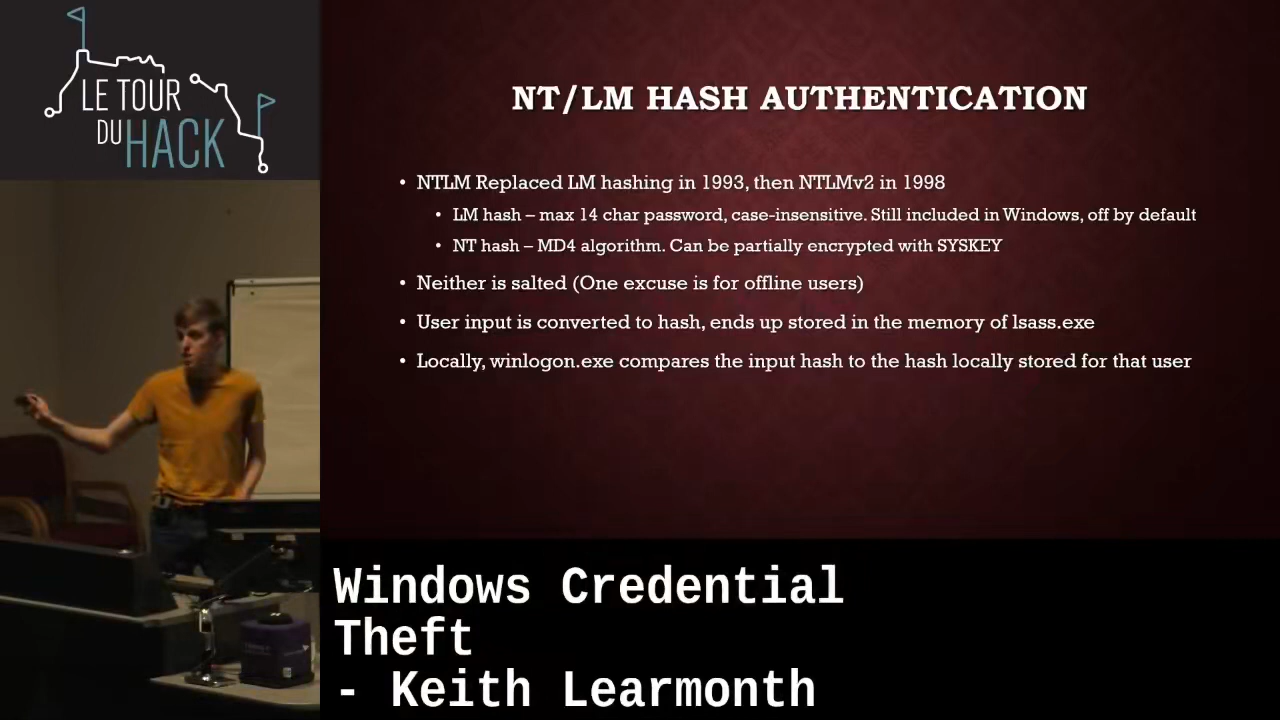 LE TOUR
DU HACK
NT/LM HASH AUTHENTICATION
• NTLM Replaced LM hashing in 1993, then NTLMv2 in 1998
• LM hash – max 14 char password, case-insensitive. Still included in Windows, off by default
• NT hash – MD4 algorithm. Can be partially encrypted with SYSKEY
• Neither is salted (One excuse is for offline users)
• User input is converted to hash, ends up stored in the memory of lsass.exe
• Locally, winlogon.exe compares the input hash to the hash locally stored for that user
Windows Credential
Theft
- Keith Learmonth